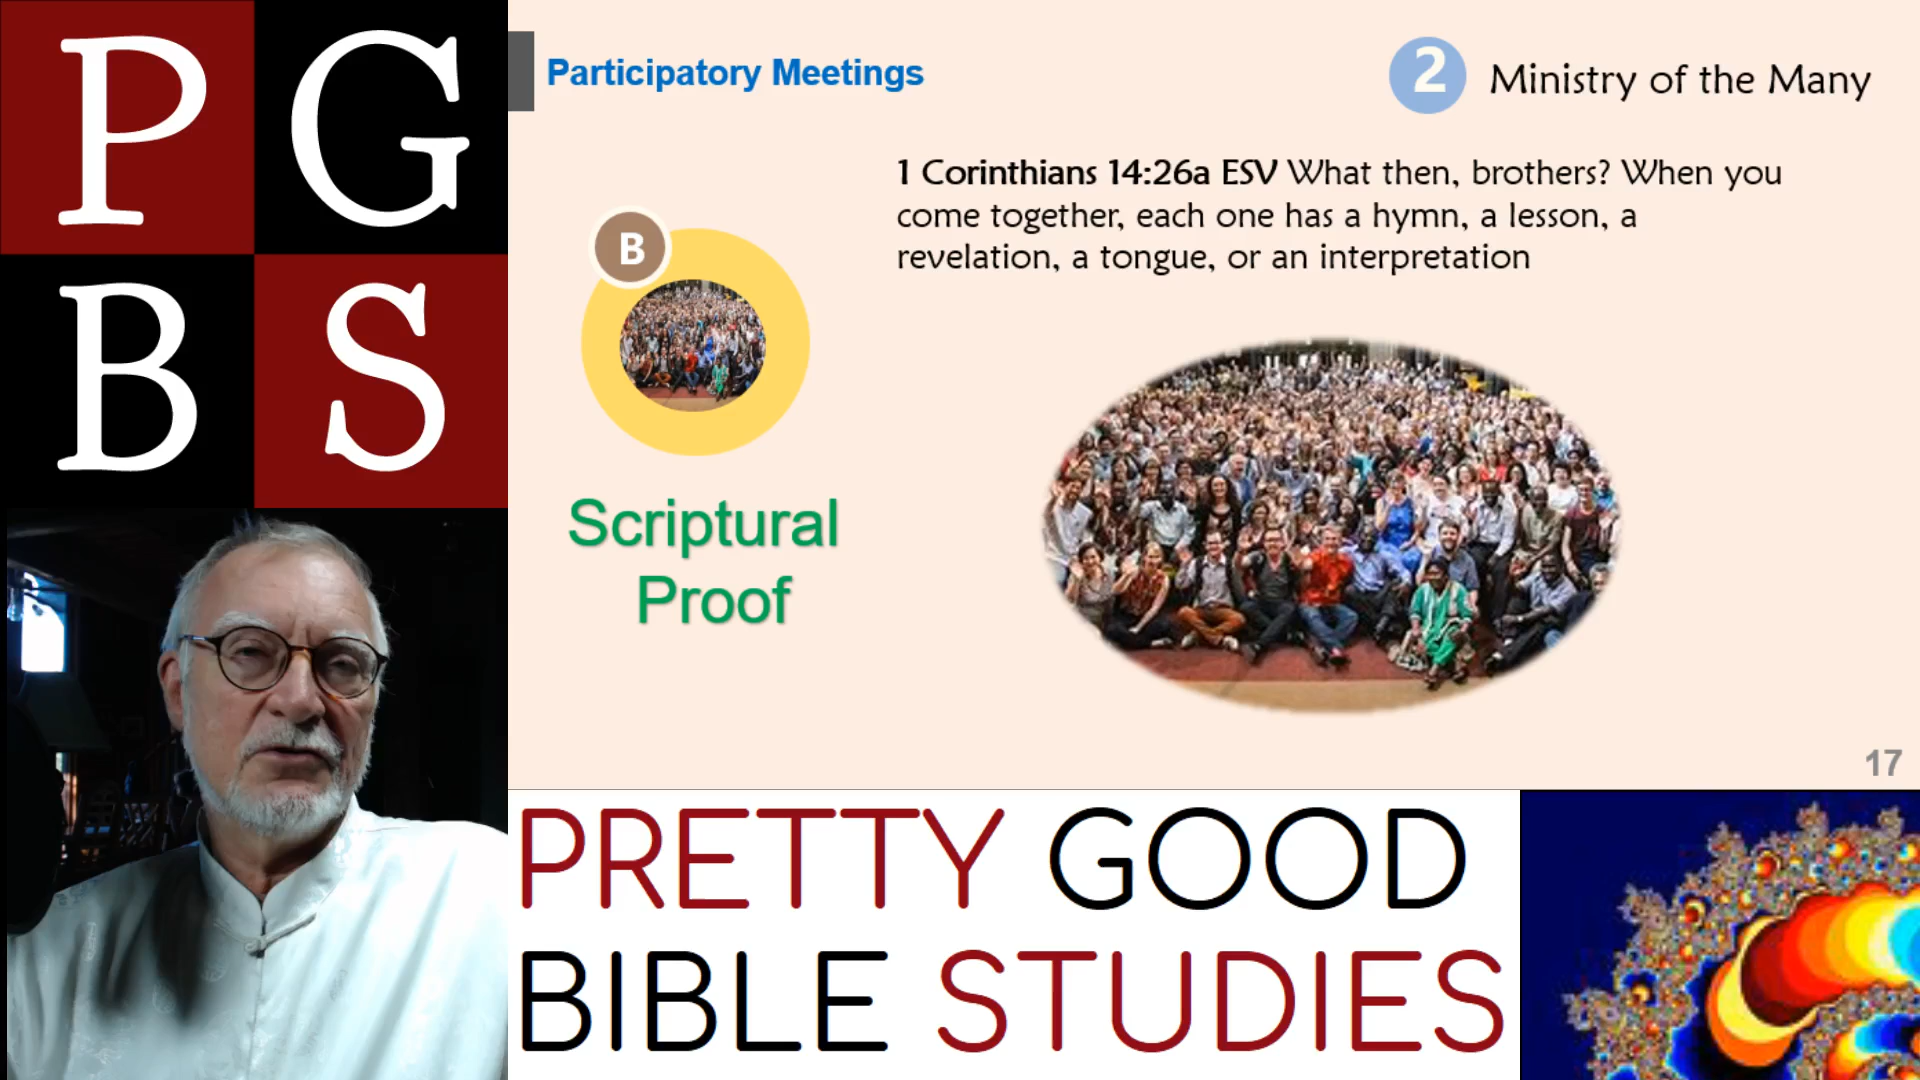 P G
B S
Participatory Meetings
2 Ministry of the Many
1 Corinthians 14:26a ESV What then, brothers? When you
come together, each one has a hymn, a lesson, a
revelation, a tongue, or an interpretation
B
Scriptural
Proof
17
PRETTY GOOD
BIBLE STUDIES